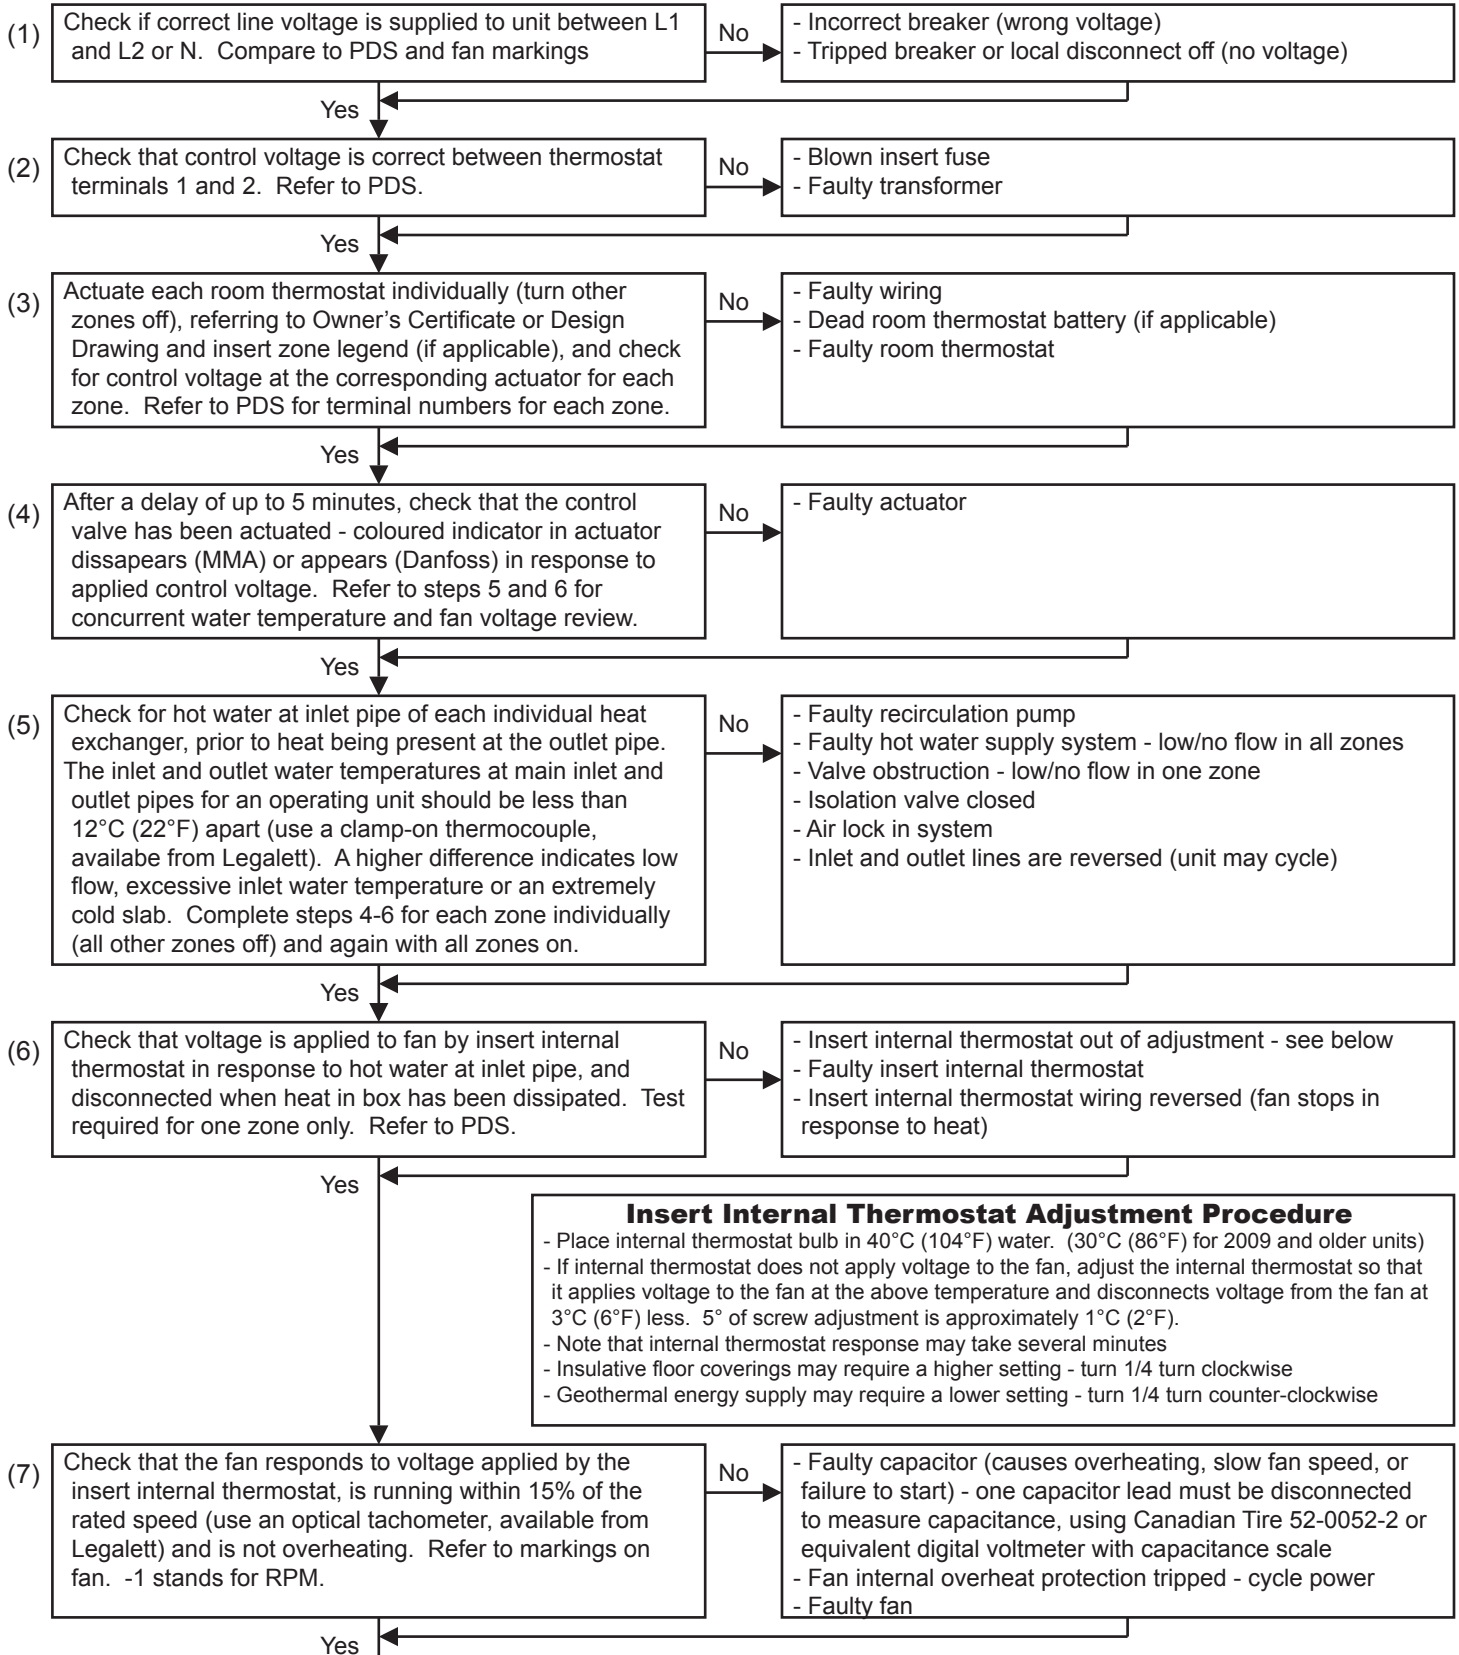 (1)
Check if correct line voltage is supplied to unit between L1
and L2 or N. Compare to PDS and fan markings
No
- Incorrect breaker (wrong voltage)
- Tripped breaker or local disconnect off (no voltage)
Yes
(2)
Check that control voltage is correct between thermostat
terminals 1 and 2. Refer to PDS.
No
- Blown insert fuse
- Faulty transformer
Yes
(3)
Actuate each room thermostat individually (turn other
zones off), referring to Owner's Certificate or Design
Drawing and insert zone legend (if applicable), and check
for control voltage at the corresponding actuator for each
zone. Refer to PDS for terminal numbers for each zone.
No
- Faulty wiring
- Dead room thermostat battery (if applicable)
- Faulty room thermostat
Yes
(4)
After a delay of up to 5 minutes, check that the control
valve has been actuated - coloured indicator in actuator
dissapears (MMA) or appears (Danfoss) in response to
applied control voltage. Refer to steps 5 and 6 for
concurrent water temperature and fan voltage review.
No
- Faulty actuator
Yes
(5)
Check for hot water at inlet pipe of each individual heat
exchanger, prior to heat being present at the outlet pipe.
The inlet and outlet water temperatures at main inlet and
outlet pipes for an operating unit should be less than
12°C (22°F) apart (use a clamp-on thermocouple,
availabe from Legalett). A higher difference indicates low
flow, excessive inlet water temperature or an extremely
cold slab. Complete steps 4-6 for each zone individually
(all other zones off) and again with all zones on.
No
- Faulty recirculation pump
- Faulty hot water supply system - low/no flow in all zones
- Valve obstruction - low/no flow in one zone
- Isolation valve closed
- Air lock in system
- Inlet and outlet lines are reversed (unit may cycle)
Yes
(6)
Check that voltage is applied to fan by insert internal
thermostat in response to hot water at inlet pipe, and
disconnected when heat in box has been dissipated. Test
required for one zone only. Refer to PDS.
No
- Insert internal thermostat out of adjustment - see below
- Faulty insert internal thermostat
- Insert internal thermostat wiring reversed (fan stops in
response to heat)
Yes
Insert Internal Thermostat Adjustment Procedure
- Place internal thermostat bulb in 40°C (104°F) water. (30°C (86°F) for 2009 and older units)
- If internal thermostat does not apply voltage to the fan, adjust the internal thermostat so that
it applies voltage to the fan at the above temperature and disconnects voltage from the fan at
3°C (6°F) less. 5° of screw adjustment is approximately 1°C (2°F).
- Note that internal thermostat response may take several minutes
- Insulative floor coverings may require a higher setting - turn 1/4 turn clockwise
- Geothermal energy supply may require a lower setting - turn 1/4 turn counter-clockwise
(7)
Check that the fan responds to voltage applied by the
insert internal thermostat, is running within 15% of the
rated speed (use an optical tachometer, available from
Legalett) and is not overheating. Refer to markings on
fan. -1 stands for RPM.
No
- Faulty capacitor (causes overheating, slow fan speed, or
failure to start) - one capacitor lead must be disconnected
to measure capacitance, using Canadian Tire 52-0052-2 or
equivalent digital voltmeter with capacitance scale
- Fan internal overheat protection tripped - cycle power
- Faulty fan
Yes